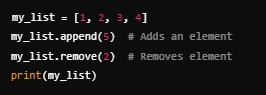 my_list = [1, 2, 3, 4]
my_list.append(5)  # Adds an element
my_list.remove(2)  # Removes element
print(my_list)